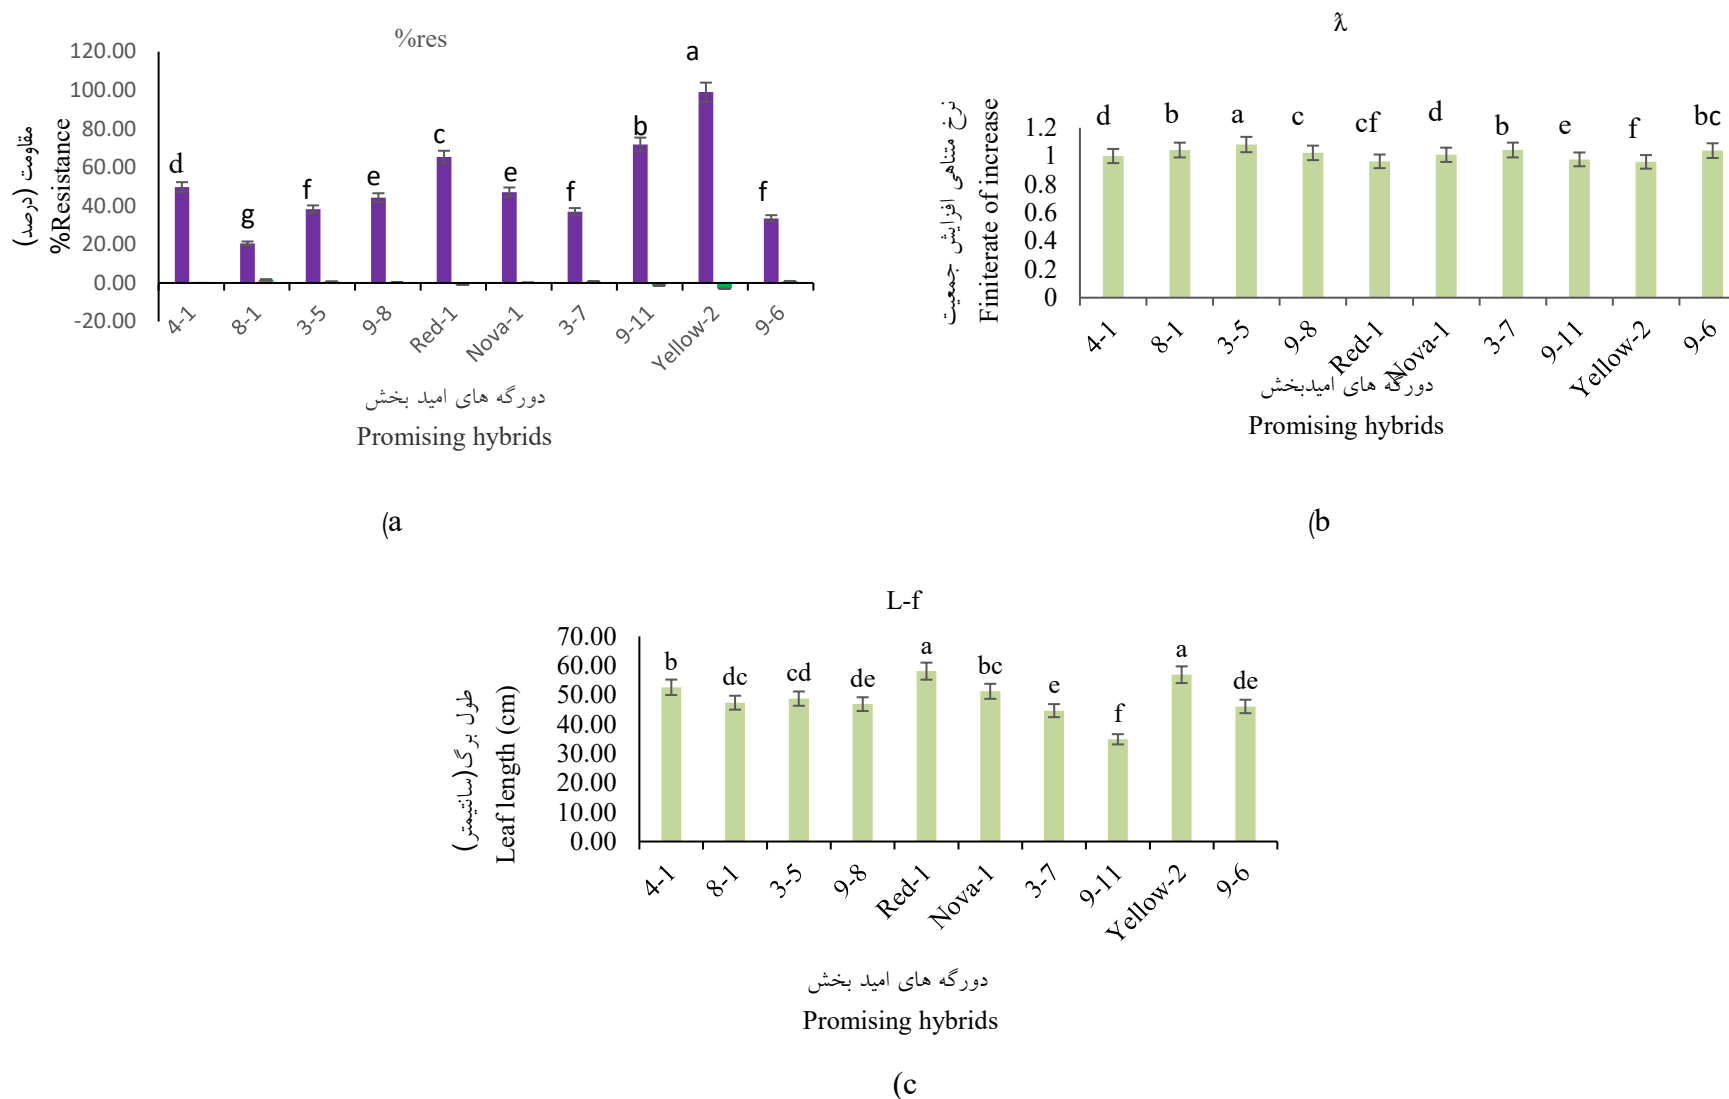 %res
120.00
100.00
80.00
60.00
40.00
20.00
0.00
-20.00
مقاومت (درصد)
%Resistance
d
g
f
e
c
e
f
b
a
f
4-1
8-1
3-5
9-8
Red-1
Nova-1
3-7
9-11
Yellow-2
9-6
دورگه های امید بخش
Promising hybrids
(a
نرخ متناهی افزایش جمعیت
Finiterate of increase
1.2
1
0.8
0.6
0.4
0.2
0
d
b
a
c
cf
d
b
e
f
bc
4-1
8-1
3-5
9-8
Red-1
Nova-1
3-7
9-11
Yellow-2
9-6
دورگه های امیدبخش
Promising hybrids
(b
L-f
70.00
60.00
50.00
40.00
30.00
20.00
10.00
0.00
طول برگ(سانتیمتر)
Leaf length (cm)
b
dc
cd
de
a
bc
e
f
a
de
4-1
8-1
3-5
9-8
Red-1
Nova-1
3-7
9-11
Yellow-2
9-6
دورگه های امید بخش
Promising hybrids
(c